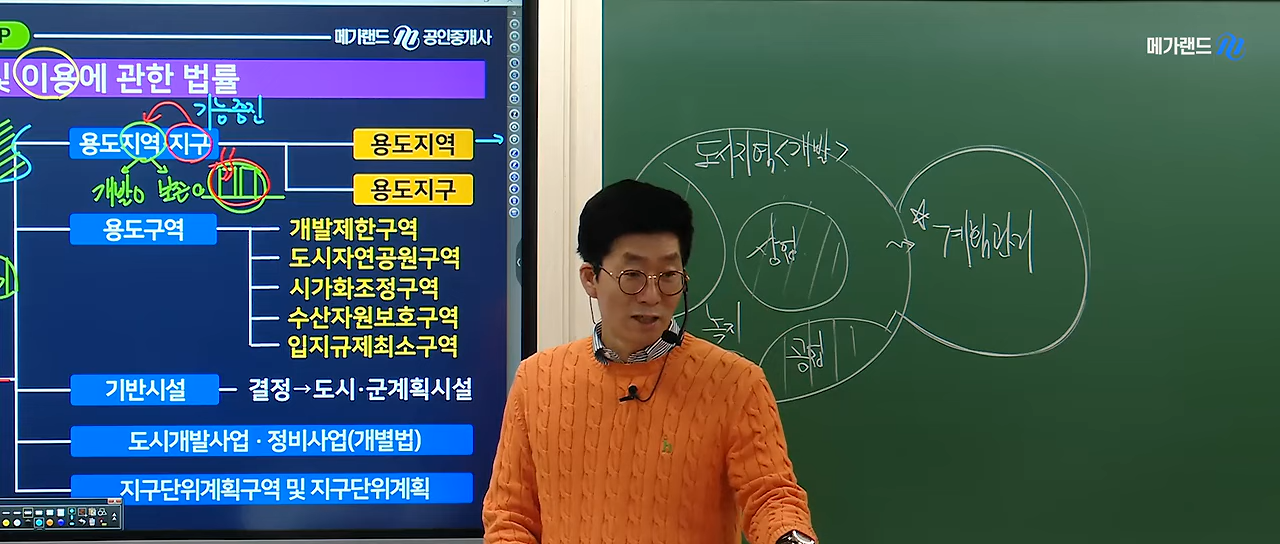 P
메가랜드 공인중개사
및 이용에 관한 법률
기능증진
용도지역 지구
용도지역
개발 보존
용도지구
용도구역
개발제한구역
도시자연공원구역
시가화조정구역
수산자원보호구역
입지규제최소구역
기반시설
결정→도시·군계획시설
도시개발사업 · 정비사업(개별법)
지구단위계획구역 및 지구단위계획
메가랜드
도시지역<개발>
상업
계획관리
녹지
공업